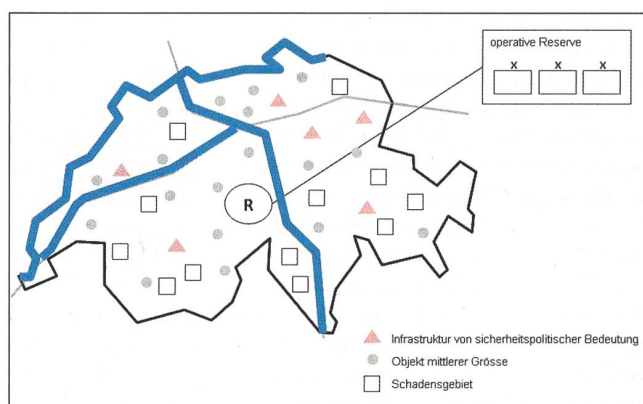 operative Reserve
x x x
R
Infrastruktur von sicherheitspolitischer Bedeutung
Objekt mittlerer Grösse
Schadensgebiet